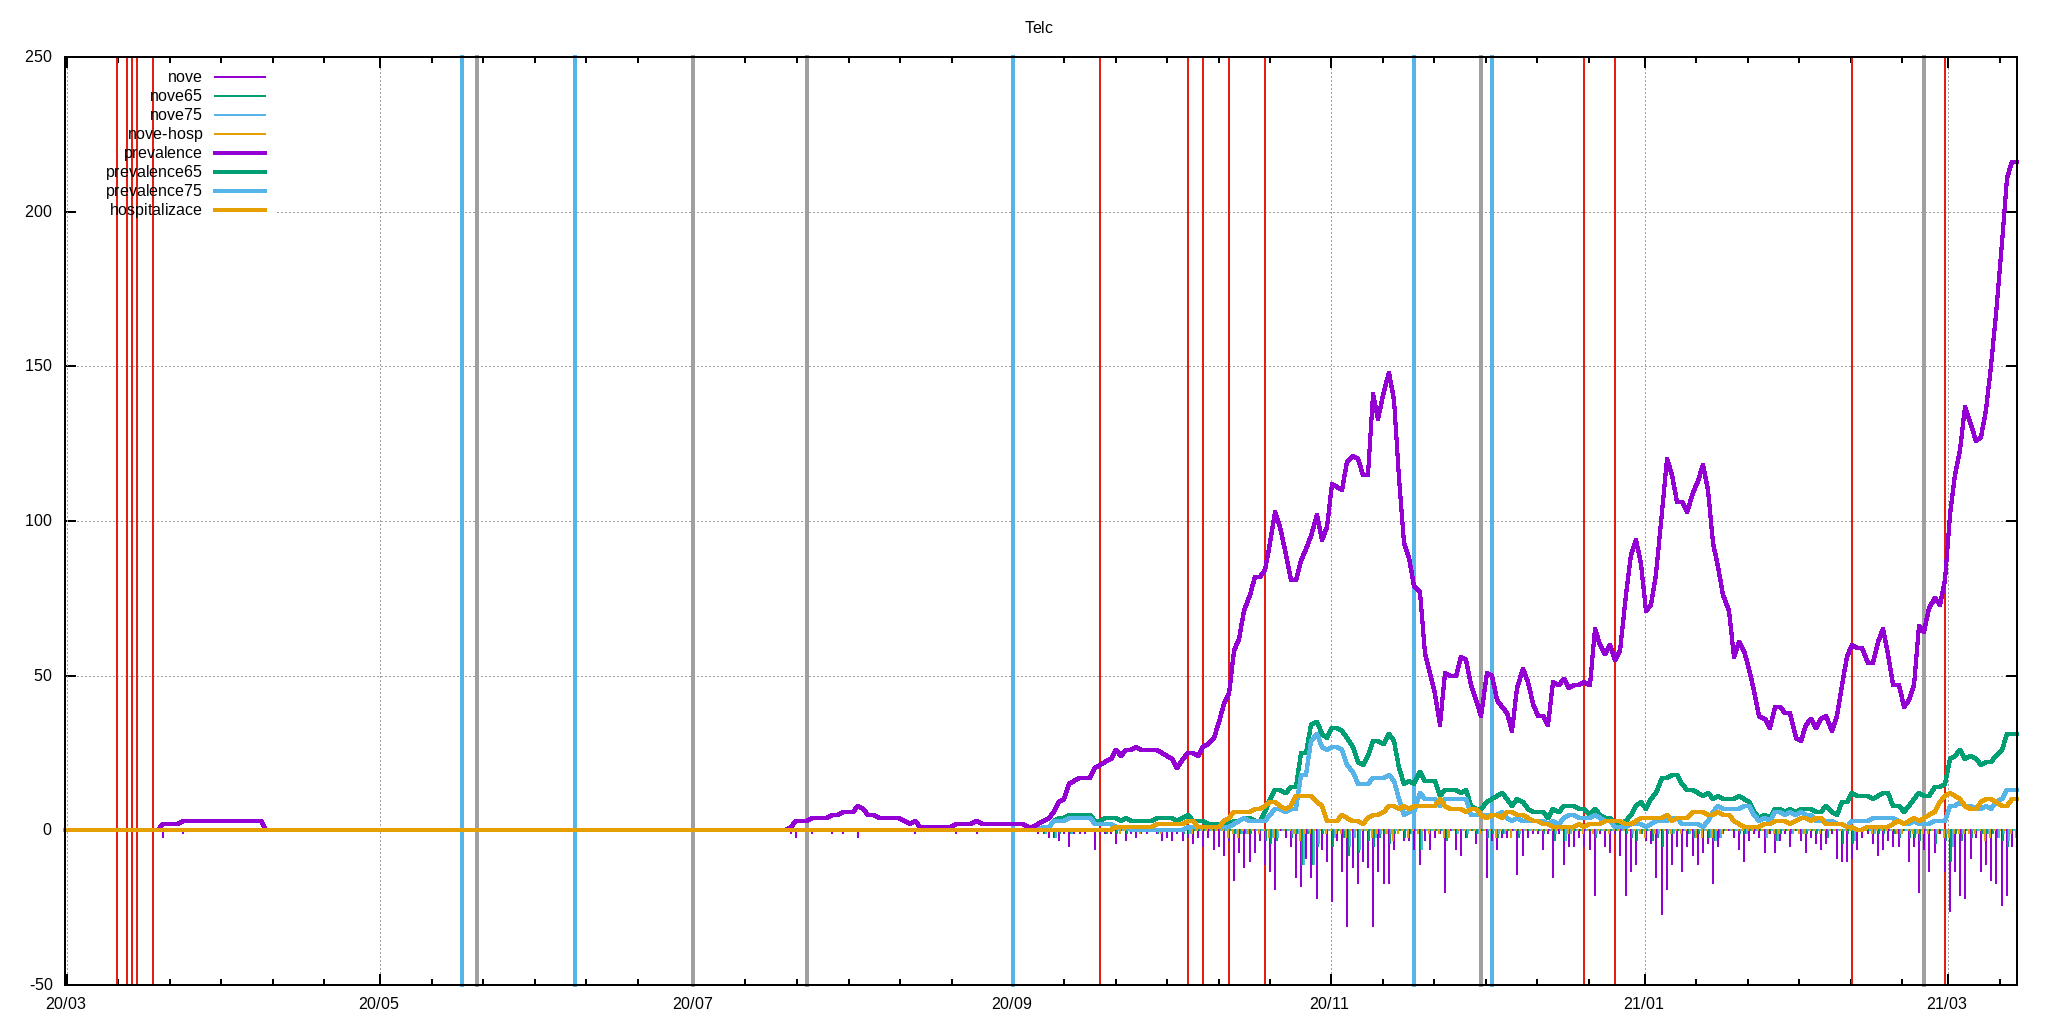 Telc
250
nove
nove65
nove75
nove-hosp
prevalence
prevalence65
prevalence75
hospitalizace
200
150
100
50
0
-50
20/03 20/05 20/07 20/09 20/11 21/01 21/03